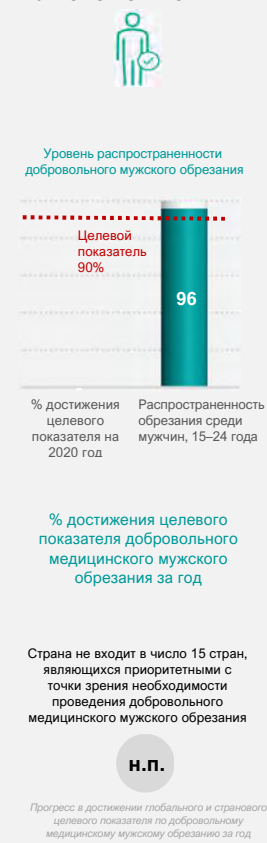 Уровень распространенности
добровольного мужского обрезания
Целевой
показатель
90%
96
% достижения
целевого
показателя на
2020 год
Распространенность
обрезания среди
мужчин, 15–24 года
% достижения целевого
показателя добровольного
медицинского мужского
обрезания за год
Страна не входит в число 15 стран,
являющихся приоритетными с
точки зрения необходимости
проведения добровольного
медицинского мужского обрезания
н.п.
Прогресс в достижении глобального и странового
целевого показателя по добровольному
медицинскому мужскому обрезанию за год